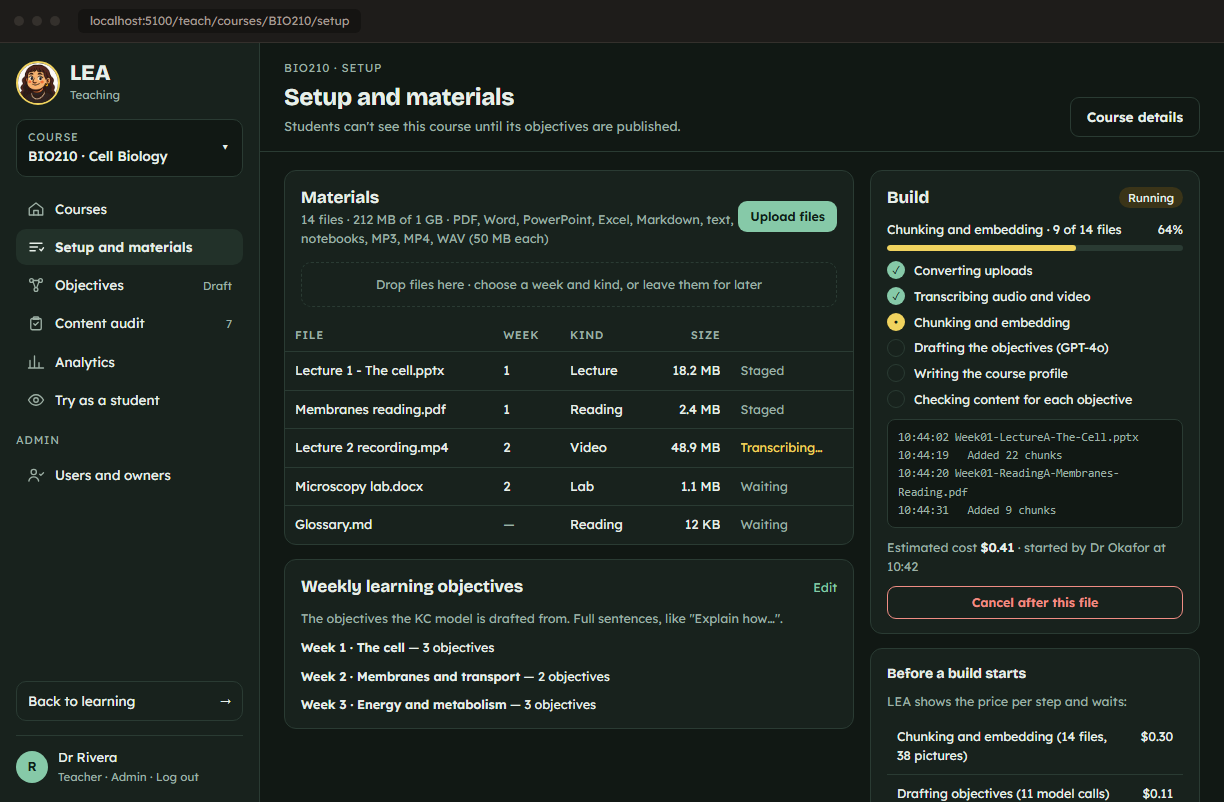 localhost:5100/teach/courses/BIO210/setup
LEA
Teaching
COURSE
BIO210 · Cell Biology
Courses
Setup and materials
Objectives Draft
Content audit 7
Analytics
Try as a student
ADMIN
Users and owners
Back to learning →
R
Dr Rivera
Teacher · Admin · Log out
BIO210 · SETUP
Setup and materials
Students can't see this course until its objectives are published.
Course details
Materials
14 files · 212 MB of 1 GB · PDF, Word, PowerPoint, Excel, Markdown, text,
notebooks, MP3, MP4, WAV (50 MB each)
Upload files
Drop files here · choose a week and kind, or leave them for later
FILE WEEK KIND SIZE
Lecture 1 - The cell.pptx 1 Lecture 18.2 MB Staged
Membranes reading.pdf 1 Reading 2.4 MB Staged
Lecture 2 recording.mp4 2 Video 48.9 MB Transcribing…
Microscopy lab.docx 2 Lab 1.1 MB Waiting
Glossary.md — Reading 12 KB Waiting
Weekly learning objectives
Edit
The objectives the KC model is drafted from. Full sentences, like "Explain how…".
Week 1 · The cell — 3 objectives
Week 2 · Membranes and transport — 2 objectives
Week 3 · Energy and metabolism — 3 objectives
Build
Running
Chunking and embedding · 9 of 14 files 64%
Converting uploads
Transcribing audio and video
Chunking and embedding
Drafting the objectives (GPT-4o)
Writing the course profile
Checking content for each objective
10:44:02 Week01-LectureA-The-Cell.pptx
10:44:19 Added 22 chunks
10:44:20 Week01-ReadingA-Membranes-
Reading.pdf
10:44:31 Added 9 chunks
Estimated cost $0.41 · started by Dr Okafor at
10:42
Cancel after this file
Before a build starts
LEA shows the price per step and waits:
Chunking and embedding (14 files, $0.30
38 pictures)
Drafting objectives (11 model calls) $0.11